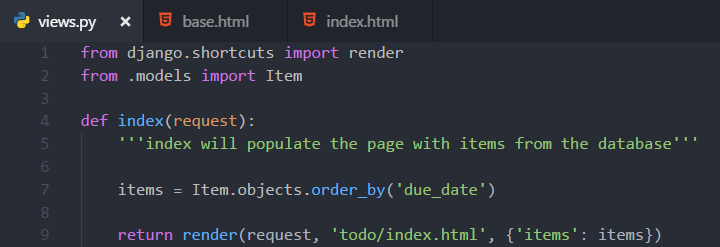 views.py × base.html index.html
1 from django.shortcuts import render
2 from .models import Item
3
4 def index(request):
5     '''index will populate the page with items from the database'''
6
7     items = Item.objects.order_by('due_date')
8
9     return render(request, 'todo/index.html', {'items': items})